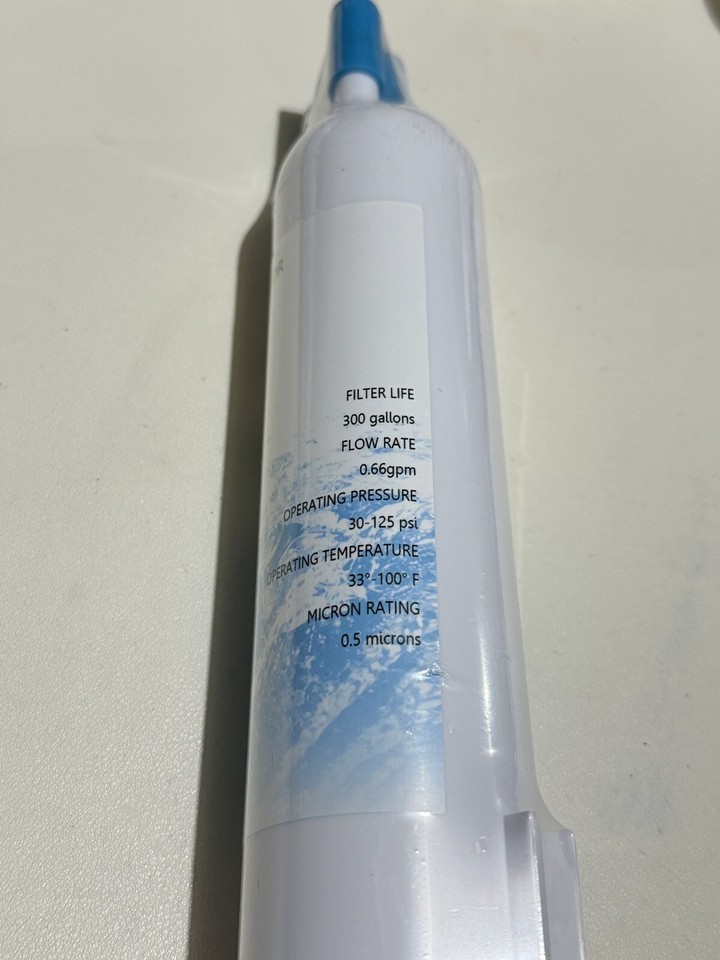 FILTER LIFE
300 gallons
FLOW RATE
0.66gpm
OPERATING PRESSURE
30-125 psi
OPERATING TEMPERATURE
33°-100° F
MICRON RATING
0.5 microns